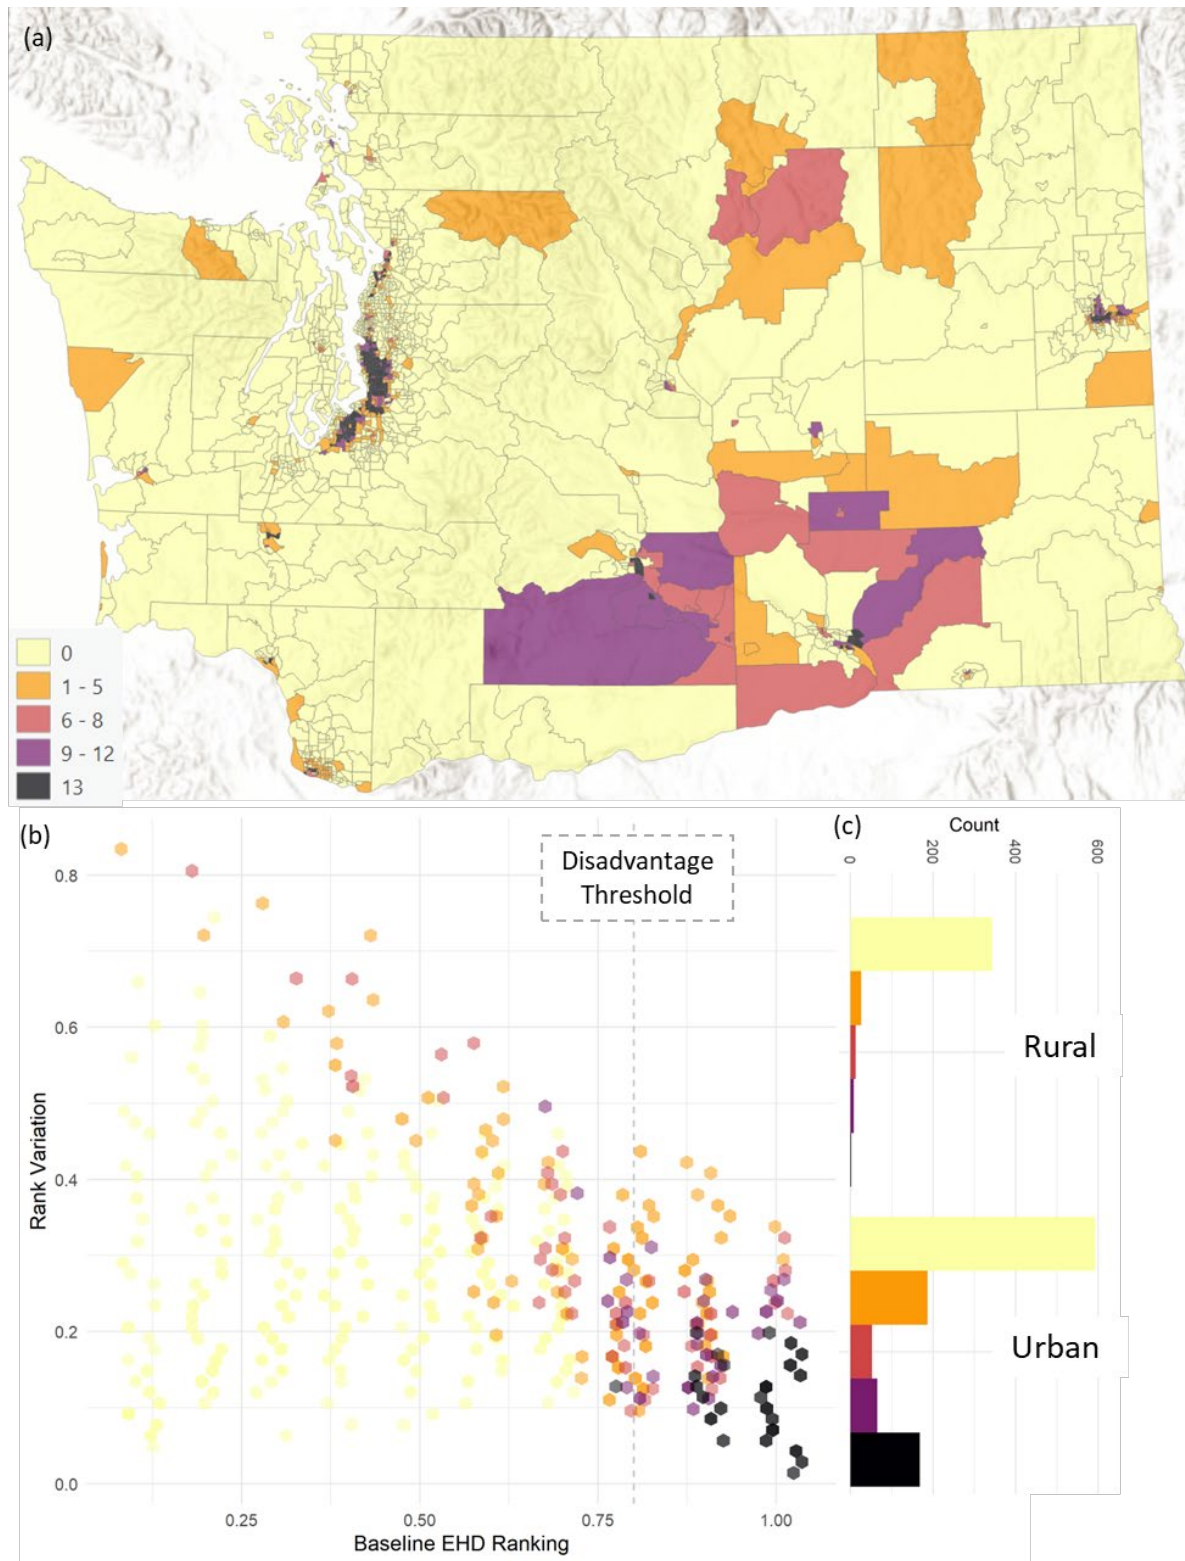 (a)
0
1 - 5
6 - 8
9 - 12
13
(b)
Disadvantage
Threshold
Rank Variation
0.8
0.6
0.4
0.2
0.0
0.25
0.50
0.75
1.00
Baseline EHD Ranking
(c)
Count
0
200
400
600
Rural
Urban